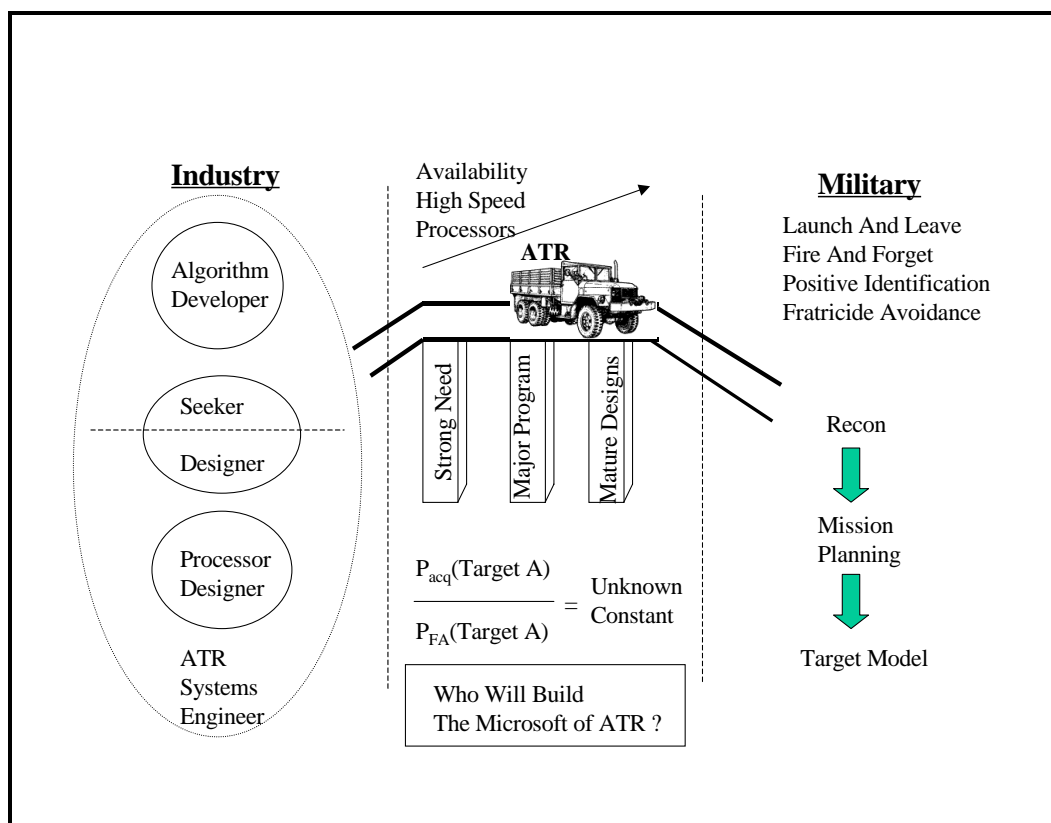 Industry
Algorithm
Developer
Seeker
Designer
Processor
Designer
ATR
Systems
Engineer
Availability
High Speed
Processors
ATR
Strong Need
Major Program
Mature Designs
P_acq(Target A)
P_FA(Target A)
=
Unknown
Constant
Who Will Build
The Microsoft of ATR ?
Military
Launch And Leave
Fire And Forget
Positive Identification
Fratricide Avoidance
Recon
Mission
Planning
Target Model